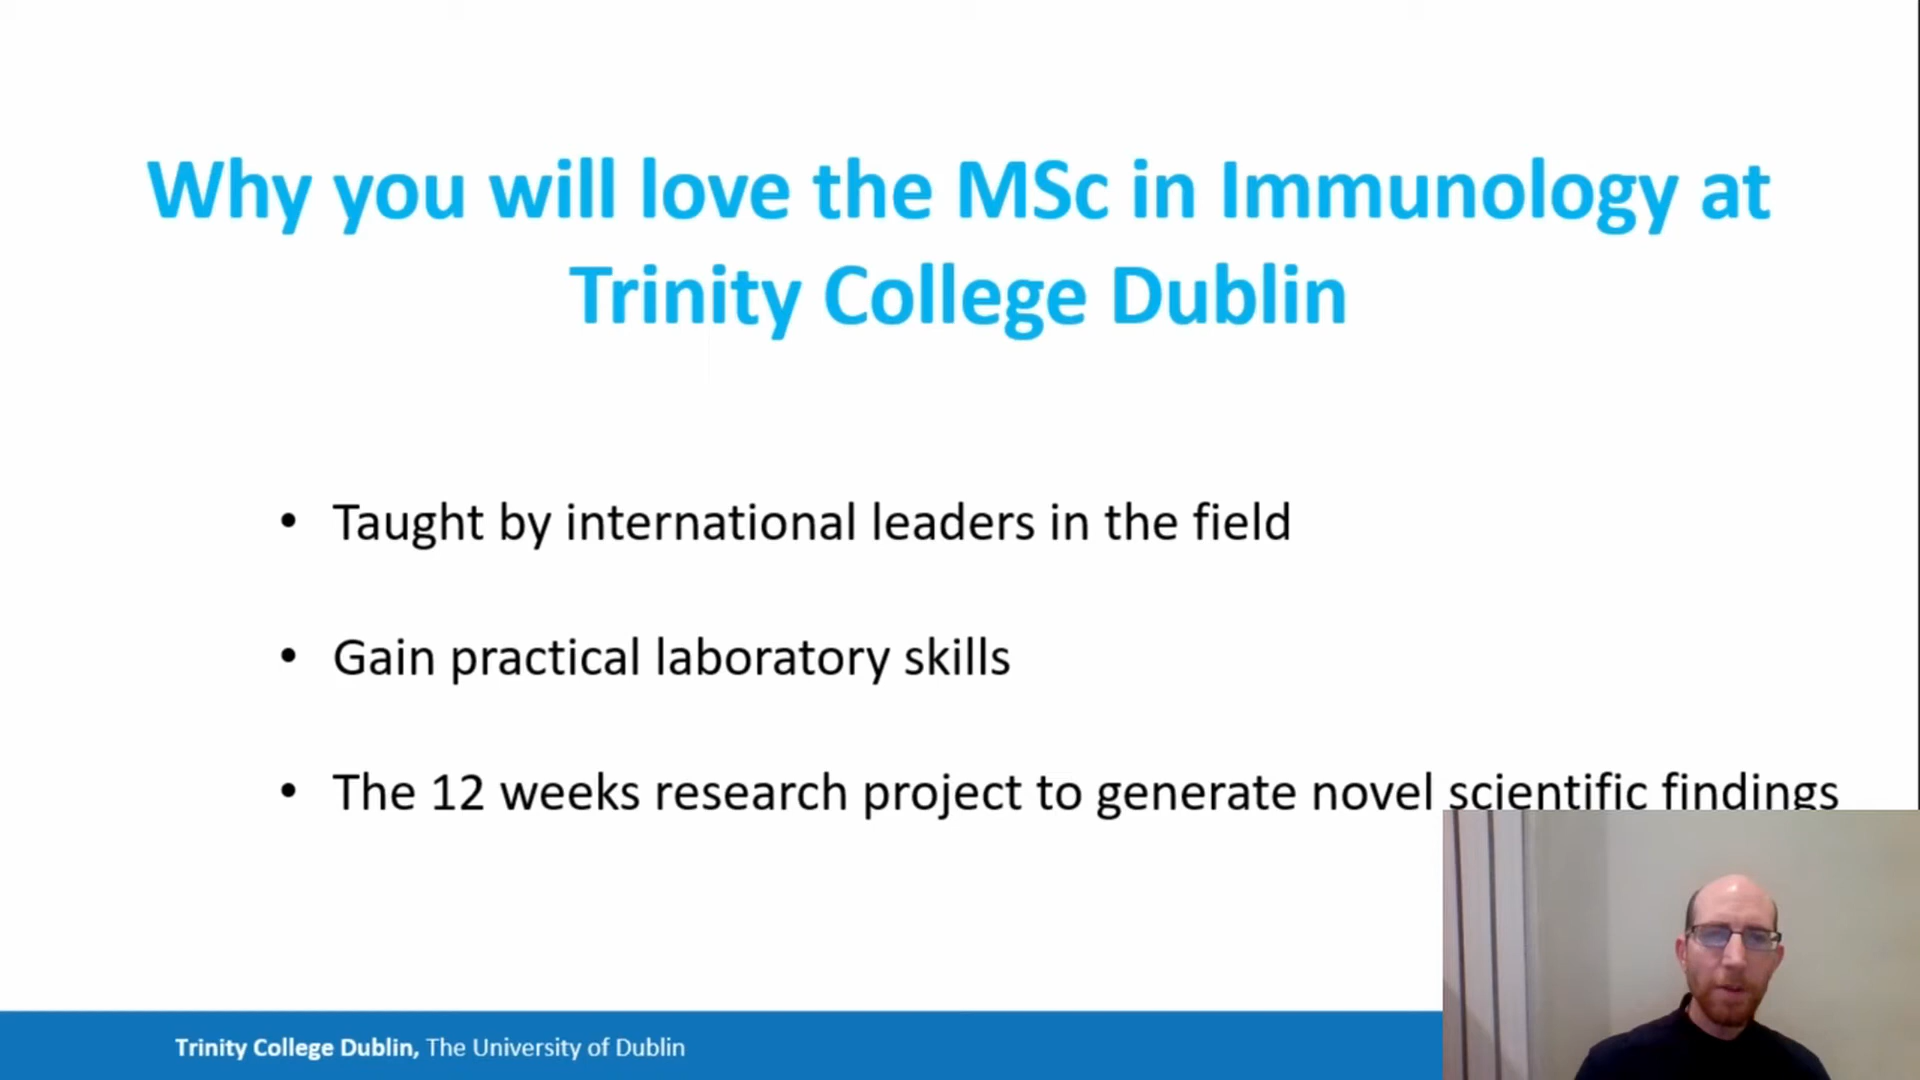 Why you will love the MSc in Immunology at
Trinity College Dublin
• Taught by international leaders in the field
• Gain practical laboratory skills
• The 12 weeks research project to generate novel scientific findings
Trinity College Dublin, The University of Dublin